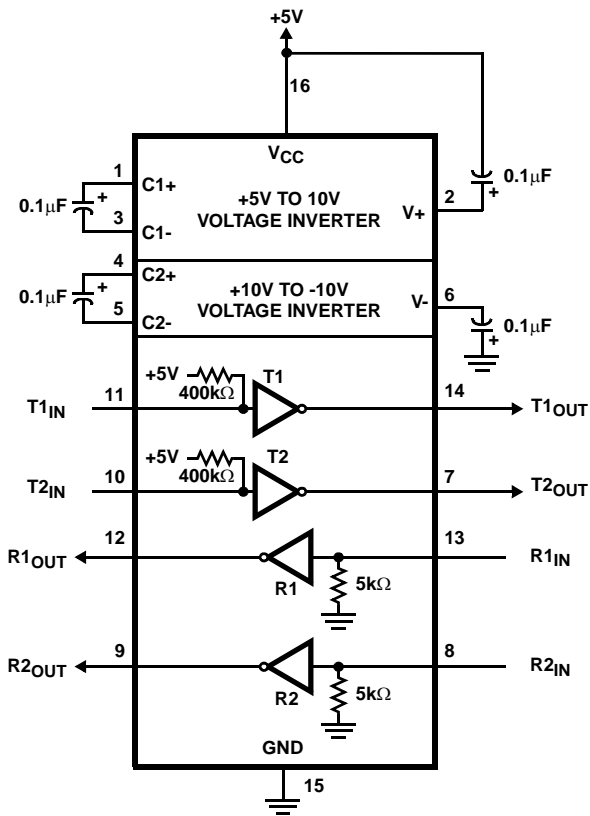 +5V
16
VCC
1
C1+
+
0.1μF
3
C1-
+5V TO 10V
VOLTAGE INVERTER
V+
2
0.1μF
+
4
C2+
+
0.1μF
5
C2-
+10V TO -10V
VOLTAGE INVERTER
V-
6
0.1μF
+
+5V
400kΩ
T1
T1IN
11
14
T1OUT
+5V
400kΩ
T2
T2IN
10
7
T2OUT
R1OUT
12
13
R1IN
R1
5kΩ
R2OUT
9
8
R2IN
R2
5kΩ
GND
15